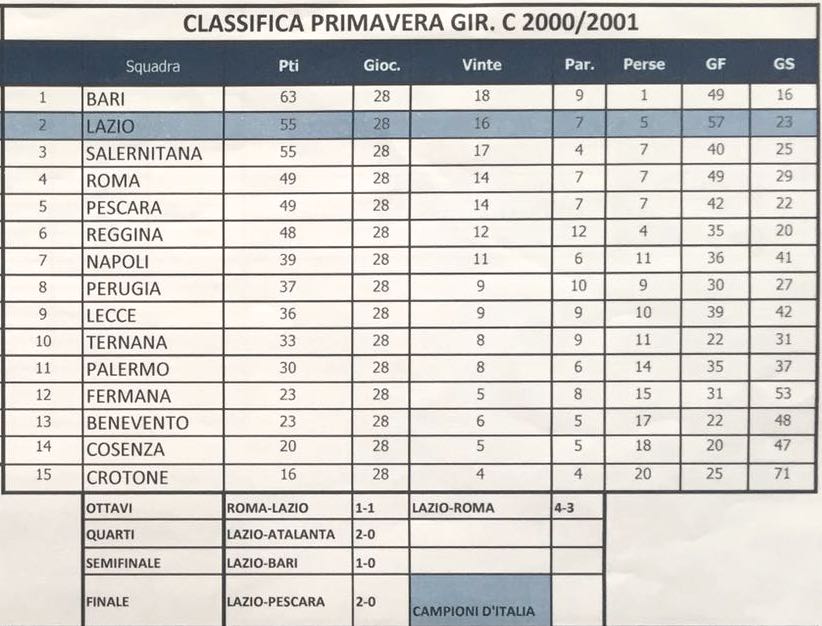 CLASSIFICA PRIMAVERA GIR. C 2000/2001
Squadra Pti Gioc. Vinte Par. Perse GF GS
1 BARI 63 28 18 9 1 49 16
2 LAZIO 55 28 16 7 5 57 23
3 SALERNITANA 55 28 17 4 7 40 25
4 ROMA 49 28 14 7 7 49 29
5 PESCARA 49 28 14 7 7 42 22
6 REGGINA 48 28 12 12 4 35 20
7 NAPOLI 39 28 11 6 11 36 41
8 PERUGIA 37 28 9 10 9 30 27
9 LECCE 36 28 9 9 10 39 42
10 TERNANA 33 28 8 9 11 22 31
11 PALERMO 30 28 8 6 14 35 37
12 FERMANA 23 28 5 8 15 31 53
13 BENEVENTO 23 28 6 5 17 22 48
14 COSENZA 20 28 5 5 18 20 47
15 CROTONE 16 28 4 4 20 25 71
OTTAVI ROMA-LAZIO 1-1 LAZIO-ROMA 4-3
QUARTI LAZIO-ATALANTA 2-0
SEMIFINALE LAZIO-BARI 1-0
FINALE LAZIO-PESCARA 2-0 CAMPIONI D'ITALIA